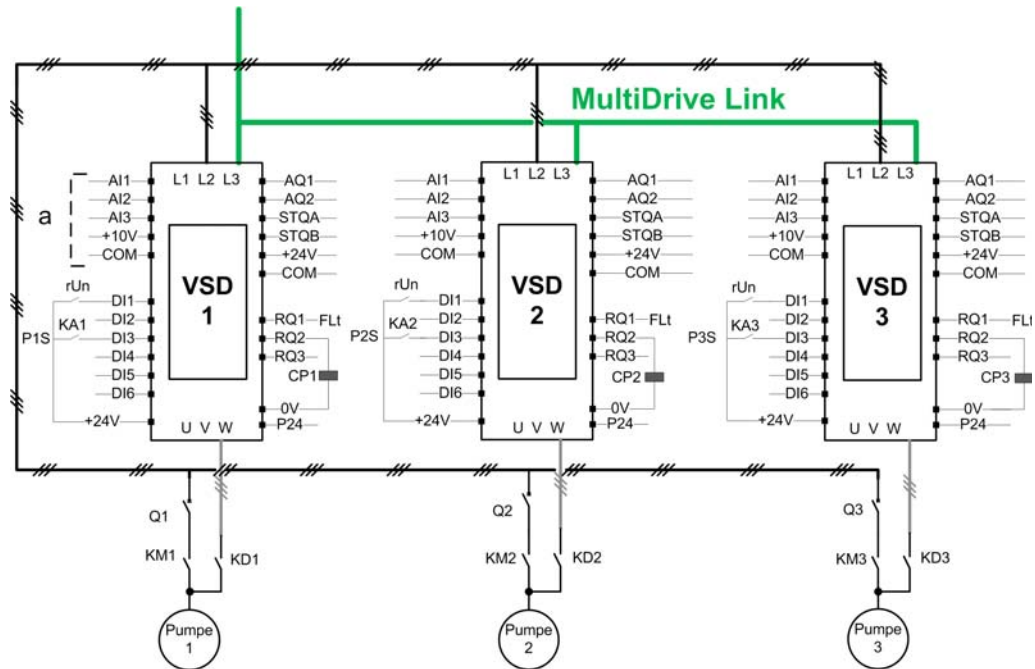 MultiDrive Link
a
AI1
AI2
AI3
+10V
COM
rUn
DI1
DI2
KA1
DI3
P1S
DI4
DI5
DI6
+24V
L1 L2 L3
VSD
1
U V W
AQ1
AQ2
STQA
STQB
+24V
COM
RQ1
FLt
RQ2
RQ3
CP1
0V
P24
AI1
AI2
AI3
+10V
COM
rUn
DI1
DI2
KA2
DI3
P2S
DI4
DI5
DI6
+24V
L1 L2 L3
VSD
2
U V W
AQ1
AQ2
STQA
STQB
+24V
COM
RQ1
FLt
RQ2
RQ3
CP2
0V
P24
AI1
AI2
AI3
+10V
COM
rUn
DI1
DI2
KA3
DI3
P3S
DI4
DI5
DI6
+24V
L1 L2 L3
VSD
3
U V W
AQ1
AQ2
STQA
STQB
+24V
COM
RQ1
FLt
RQ2
RQ3
CP3
0V
P24
Q1
KM1
KD1
Pumpe
1
Q2
KM2
KD2
Pumpe
2
Q3
KM3
KD3
Pumpe
3